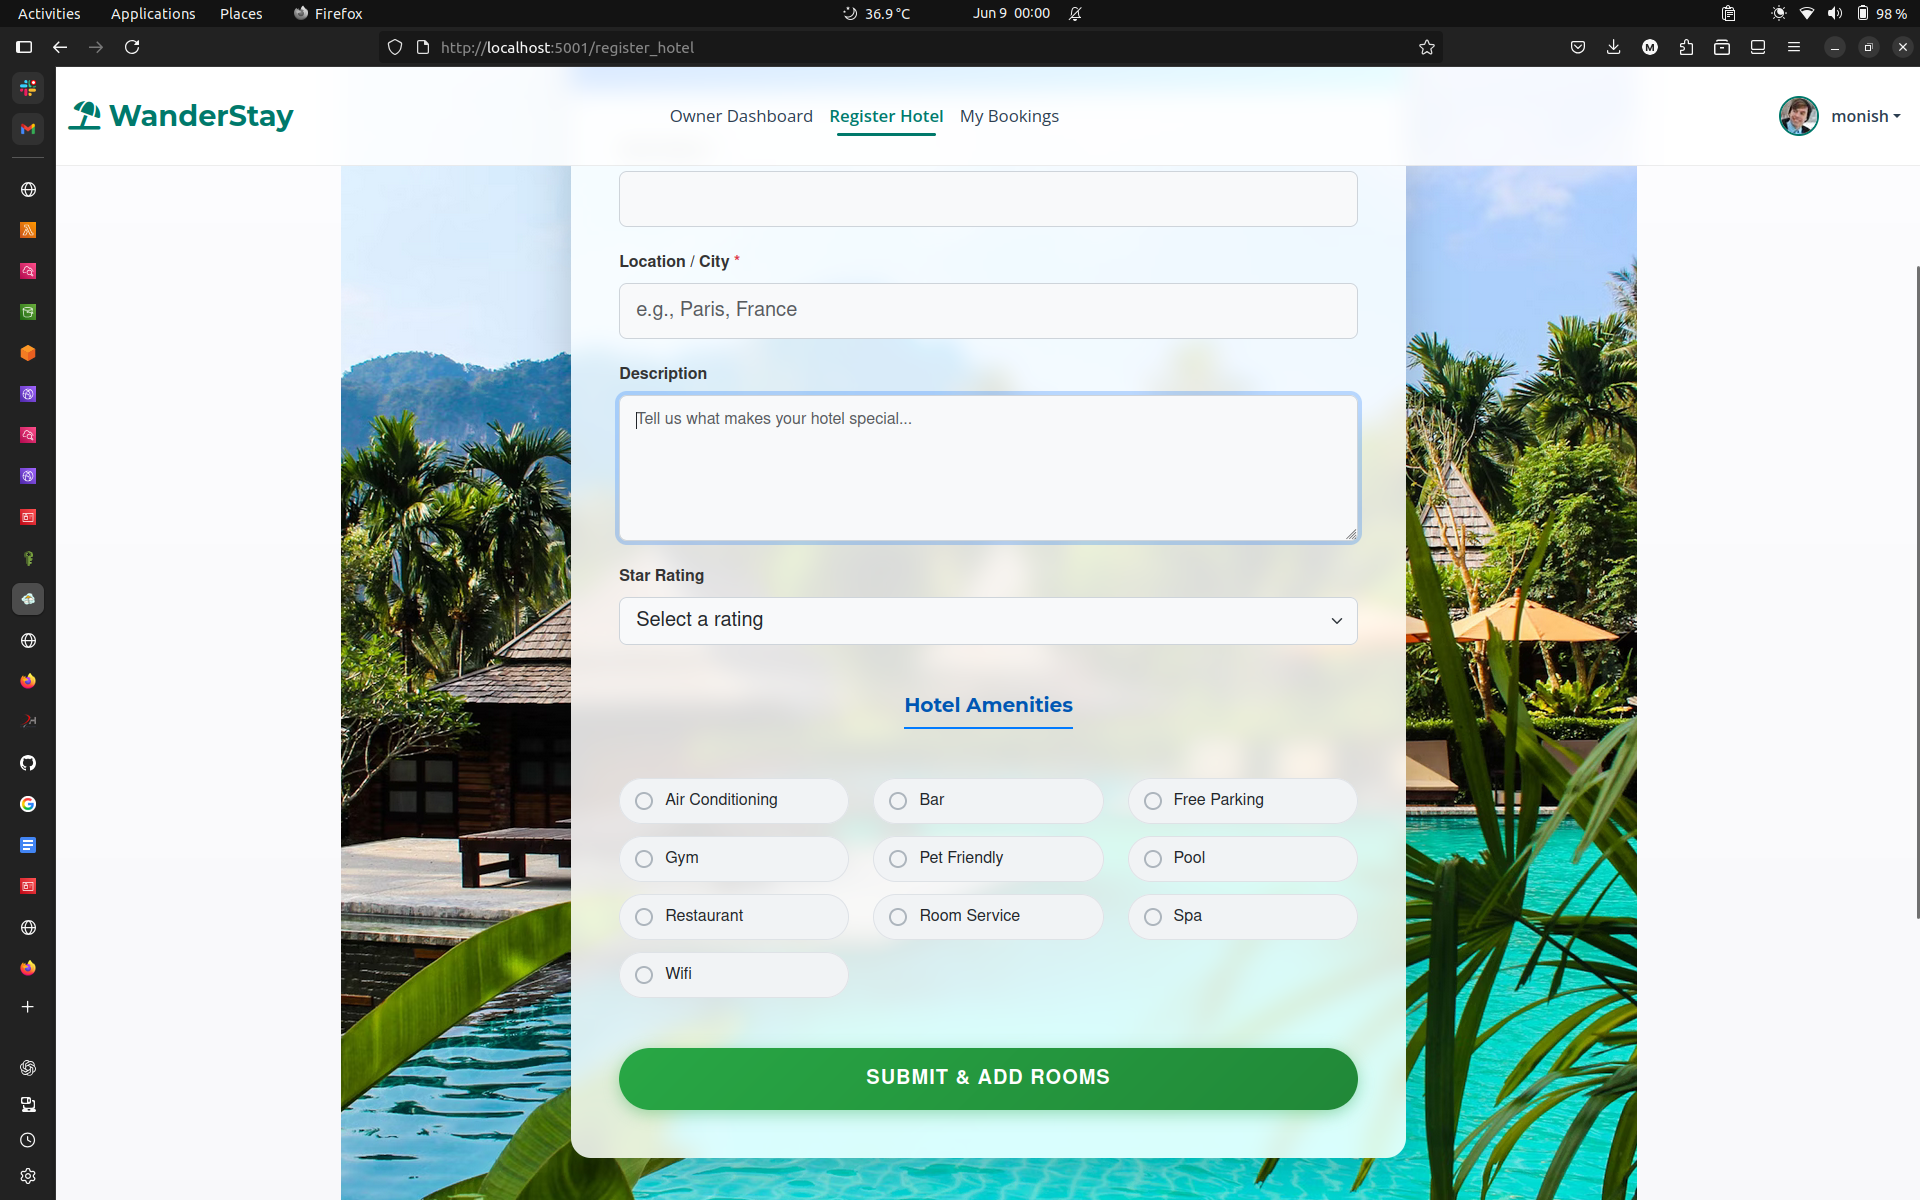 Activities Applications Places Firefox 36.9 °C Jun 9 00:00 98 %
http://localhost:5001/register_hotel M
WanderStay Owner Dashboard Register Hotel My Bookings monish
Location / City *
e.g., Paris, France
Description
Tell us what makes your hotel special...
Star Rating
Select a rating
Hotel Amenities
Air Conditioning Bar Free Parking
Gym Pet Friendly Pool
Restaurant Room Service Spa
Wifi
SUBMIT & ADD ROOMS